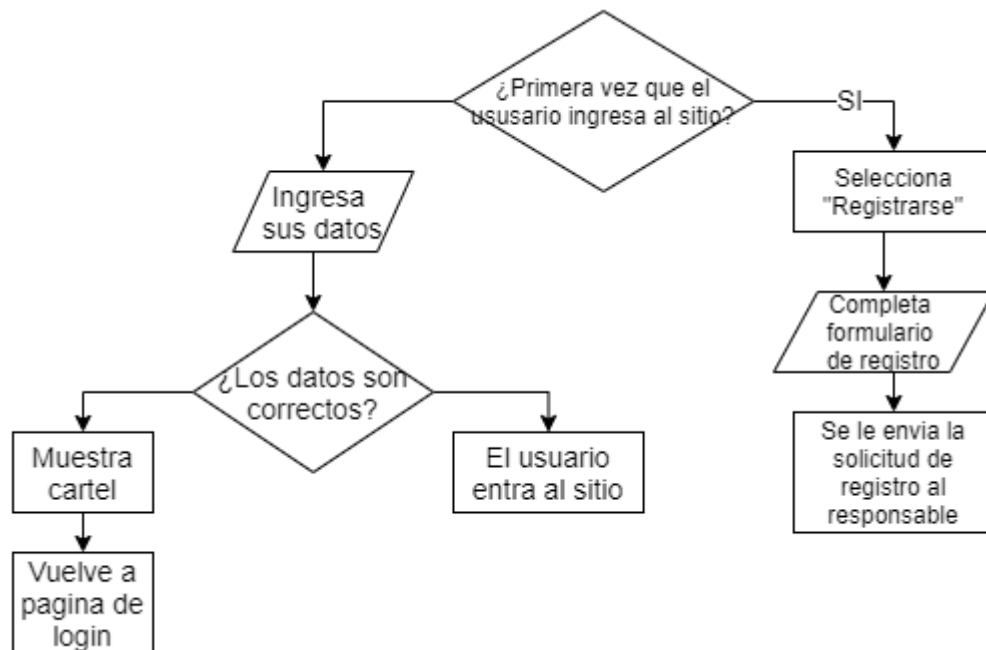 ¿Primera vez que el
ususario ingresa al sitio?
SI
Ingresa
sus datos
Selecciona
"Registrarse"
Completa
formulario
de registro
¿Los datos son
correctos?
Muestra
cartel
El usuario
entra al sitio
Se le envia la
solicitud de
registro al
responsable
Vuelve a
pagina de
login